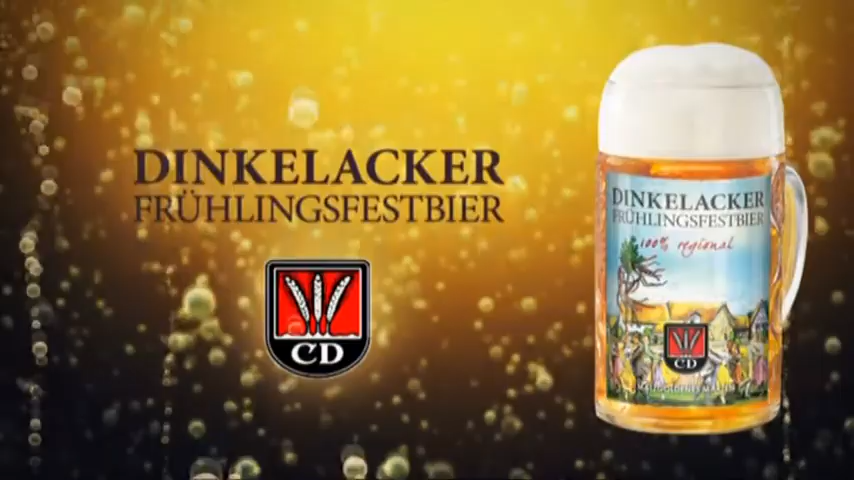 DINKELACKER
FRÜHLINGSFESTBIER
CD
DINKELACKER
FRÜHLINGSFESTBIER
100% regional
CD